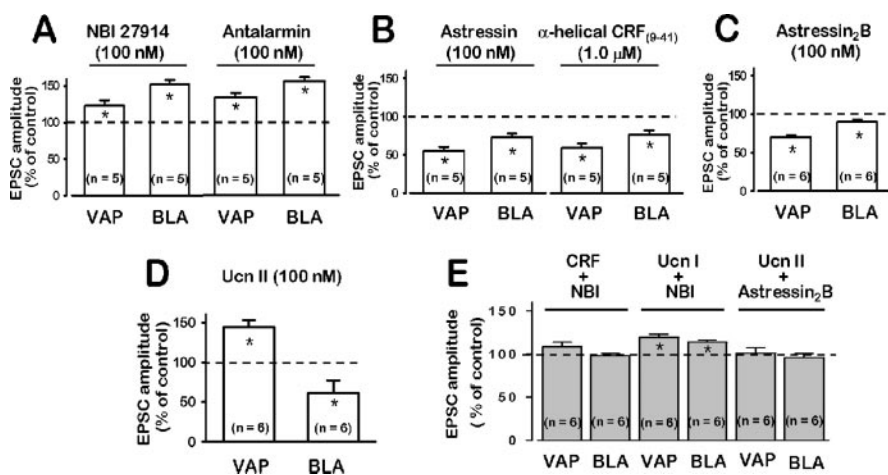 A
NBI 27914
(100 nM)
Antalarmin
(100 nM)
EPSC amplitude
(% of control)
150
100
50
0
*
*
*
*
(n = 5)
(n = 5)
(n = 5)
(n = 5)
VAP
BLA
VAP
BLA
B
Astressin
(100 nM)
α-helical CRF(9-41)
(1.0 μM)
EPSC amplitude
(% of control)
150
100
50
0
*
*
*
*
(n = 5)
(n = 5)
(n = 5)
(n = 5)
VAP
BLA
VAP
BLA
C
Astressin2B
(100 nM)
EPSC amplitude
(% of control)
150
100
50
0
*
*
(n = 6)
(n = 6)
VAP
BLA
D
Ucn II (100 nM)
EPSC amplitude
(% of control)
150
100
50
0
*
*
(n = 6)
(n = 6)
VAP
BLA
E
CRF
+
NBI
Ucn I
+
NBI
Ucn II
+
Astressin2B
EPSC amplitude
( % of control)
150
100
50
0
*
*
(n = 6)
(n = 6)
(n = 6)
(n = 6)
(n = 6)
(n = 6)
VAP
BLA
VAP
BLA
VAP
BLA